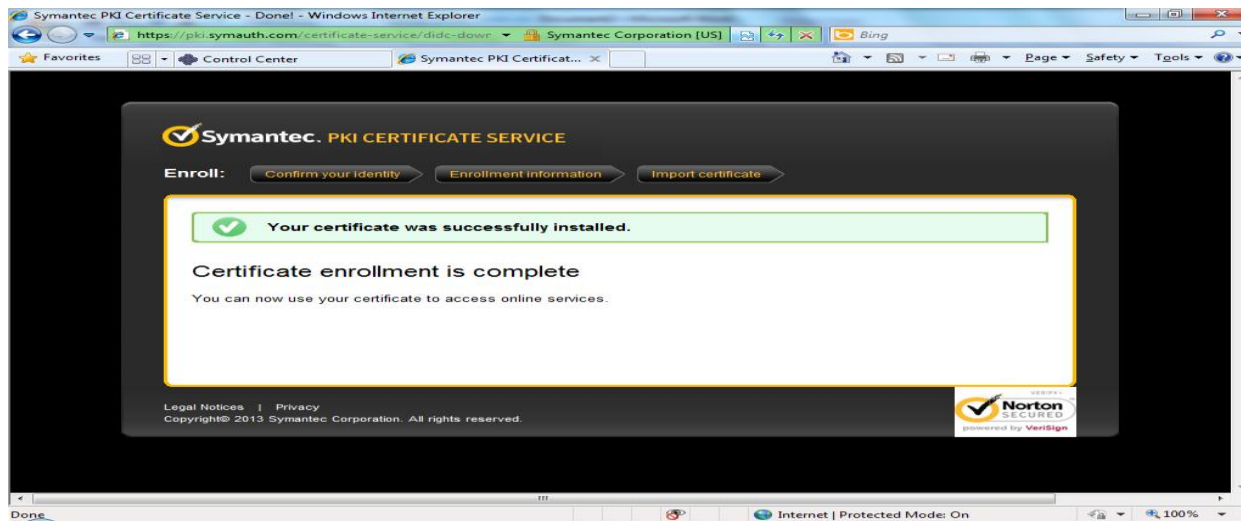 Symantec PKI Certificate Service - Done! - Windows Internet Explorer
https://pki.symauth.com/certificate-service/didc-down Symantec Corporation [US] Bing
Favorites Control Center Symantec PKI Certificat... Page Safety Tools
Symantec. PKI CERTIFICATE SERVICE
Enroll: Confirm your identity Enrollment information Import certificate
Your certificate was successfully installed.
Certificate enrollment is complete
You can now use your certificate to access online services.
Legal Notices | Privacy
Copyright© 2013 Symantec Corporation. All rights reserved.
Norton
SECURED
powered by VeriSign
Done Internet | Protected Mode: On 100%